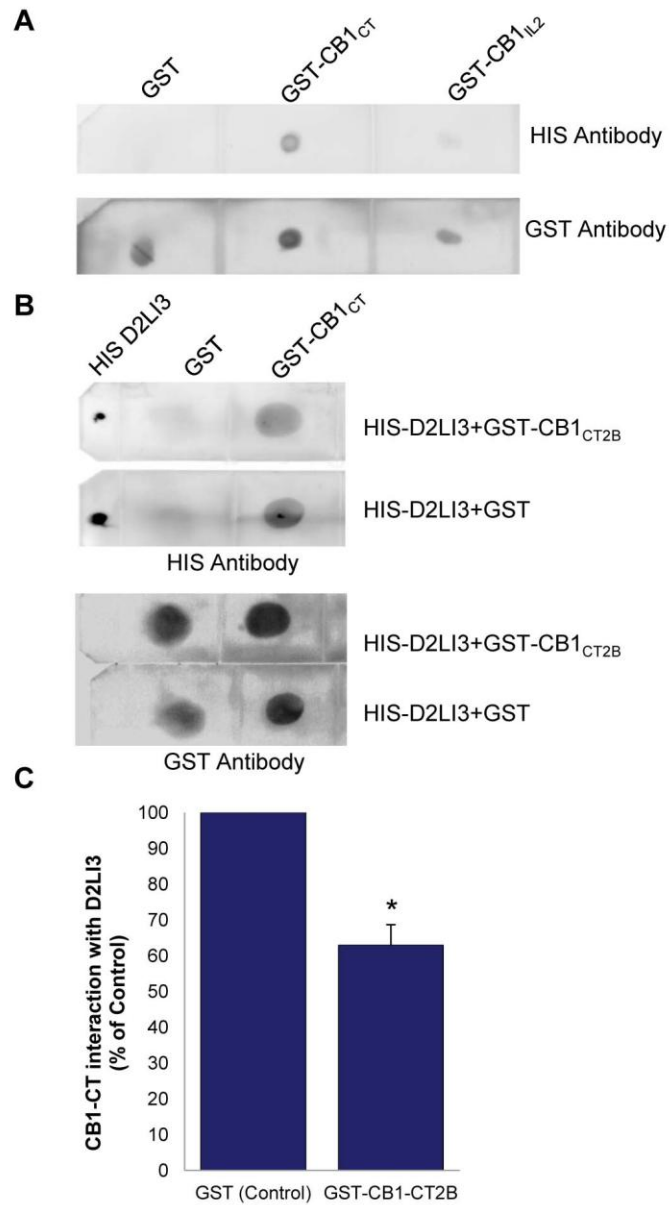 A
GST GST-CB1CT GST-CB1IL2
HIS Antibody
GST Antibody
B
HIS D2LI3 GST GST-CB1CT
HIS-D2LI3+GST-CB1CT2B
HIS-D2LI3+GST
HIS Antibody
HIS-D2LI3+GST-CB1CT2B
HIS-D2LI3+GST
GST Antibody
C
CB1-CT interaction with D2LI3
(% of Control)
100
90
80
70
60
50
40
30
20
10
0
*
GST (Control) GST-CB1-CT2B